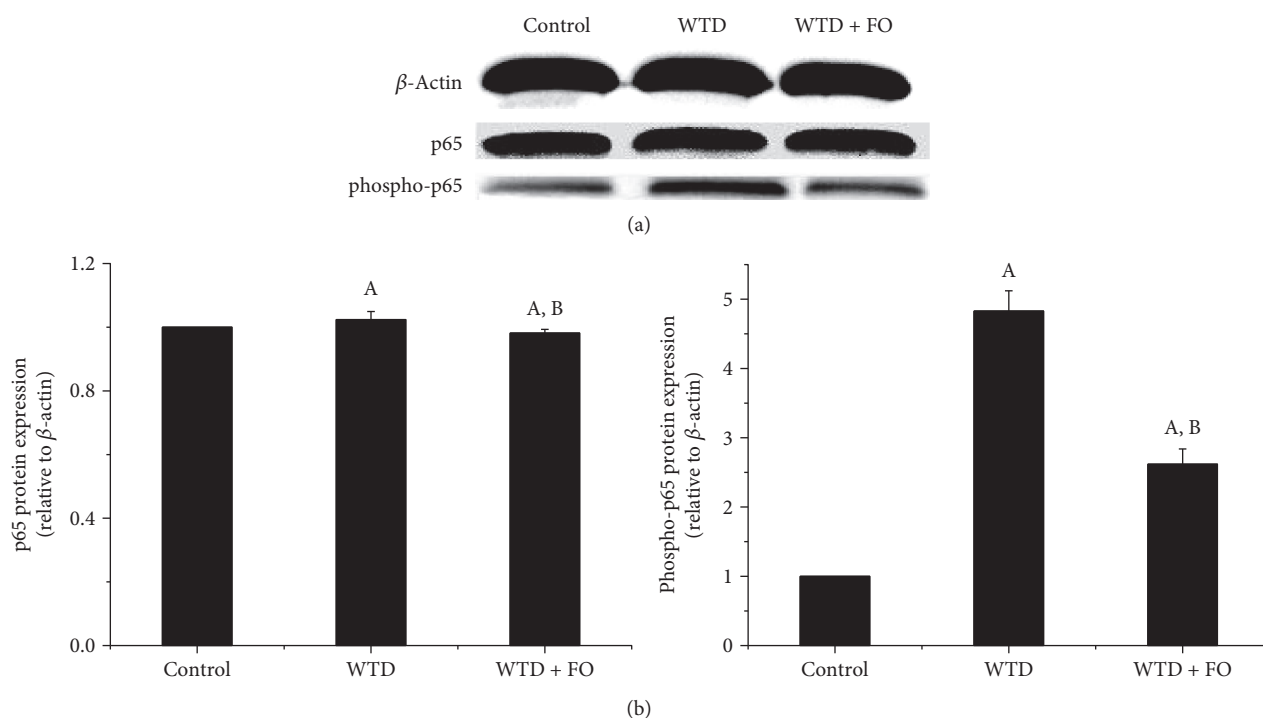 Control WTD WTD + FO
β-Actin
p65
phospho-p65
(a)
p65 protein expression
(relative to β-actin)
1.2
0.8
0.4
0.0
A
A, B
Control WTD WTD + FO
Phospho-p65 protein expression
(relative to β-actin)
5
4
3
2
1
0
A
A, B
Control WTD WTD + FO
(b)